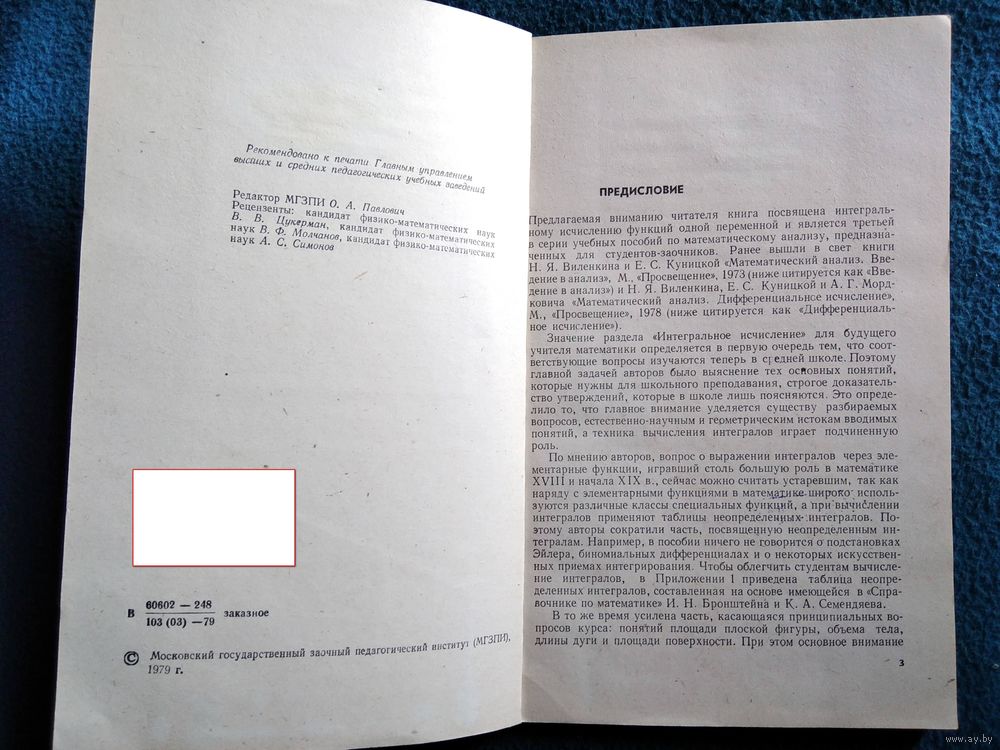 Рекомендовано к печати Главным управлением
высших и средних педагогических учебных заведений
Редактор МГЗПИ О. А. Павлович
Рецензенты: кандидат физико-математических наук
В. В. Цукерман, кандидат физико-математических
наук В. Ф. Молчанов, кандидат физико-математических
наук А. С. Симонов
В 60602 — 248
103 (03) —79 заказное
© Московский государственный заочный педагогический институт (МГЗПИ),
1979 г.
ПРЕДИСЛОВИЕ
Предлагаемая вниманию читателя книга посвящена интеграль-
ному исчислению функций одной переменной и является третьей
в серии учебных пособий по математическому анализу, предназна-
ченных для студентов-заочников. Ранее вышли в свет книги
Н. Я. Виленкина и Е. С. Куницкой «Математический анализ. Вве-
дение в анализ», М., «Просвещение», 1973 (ниже цитируется как «Вве-
дение в анализ») и Н. Я. Виленкина, Е. С. Куницкой и А. Г. Морд-
ковича «Математический анализ. Дифференциальное исчисление»,
М., «Просвещение», 1978 (ниже цитируется как «Дифференциаль-
ное исчисление»).
Значение раздела «Интегральное исчисление» для будущего
учителя математики определяется в первую очередь тем, что соот-
ветствующие вопросы изучаются теперь в средней школе. Поэтому
главной задачей авторов было выяснение тех основных понятий,
которые нужны для школьного преподавания, строгое доказатель-
ство утверждений, которые в школе лишь поясняются. Это опреде-
лило то, что главное внимание уделяется существу разбираемых
вопросов, естественно-научным и геометрическим истокам вводимых
понятий, а техника вычисления интегралов играет подчиненную
роль.
По мнению авторов, вопрос о выражении интегралов через эле-
ментарные функции, игравший столь большую роль в математике
XVIII и начала XIX в., сейчас можно считать устаревшим, так как
наряду с элементарными функциями в математике широко исполь-
зуются различные классы специальных функций, а при вычислении
интегралов применяют таблицы неопределенных интегралов. По-
этому авторы сократили часть, посвященную неопределенным ин-
тегралам. Например, в пособии ничего не говорится о подстановках
Эйлера, биномиальных дифференциалах и о некоторых искусствен-
ных приемах интегрирования. Чтобы облегчить студентам вычисле-
ние интегралов, в Приложении 1 приведена таблица неопре-
деленных интегралов, составленная на основе имеющейся в «Спра-
вочнике по математике» И. Н. Бронштейна и К. А. Семендяева.
В то же время усилена часть, касающаяся принципиальных во-
просов курса: понятий площади плоской фигуры, объема тела,
длины дуги и площади поверхности. При этом основное внимание
3
www.ay.by